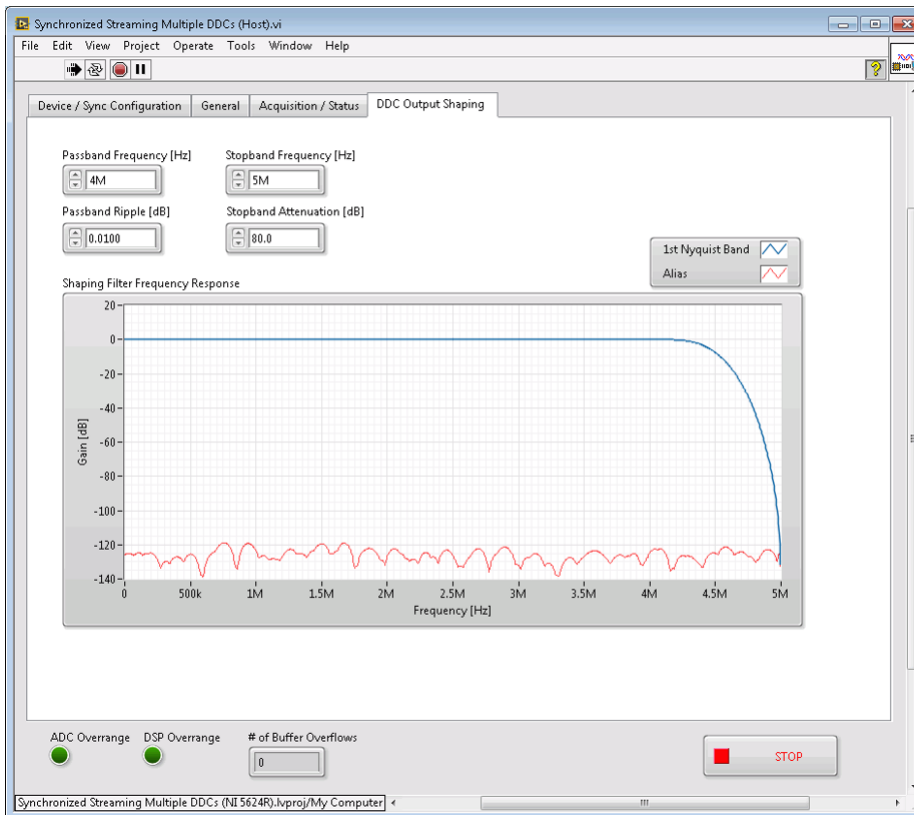 Synchronized Streaming Multiple DDCs (Host).vi
File Edit View Project Operate Tools Window Help
?
Device / Sync Configuration General Acquisition / Status DDC Output Shaping
Passband Frequency [Hz] Stopband Frequency [Hz]
4M 5M
Passband Ripple [dB] Stopband Attenuation [dB]
0.0100 80.0
1st Nyquist Band
Alias
Shaping Filter Frequency Response
20
0
-20
-40
-60
-80
-100
-120
-140
Gain [dB]
0 500k 1M 1.5M 2M 2.5M 3M 3.5M 4M 4.5M 5M
Frequency [Hz]
ADC Overrange DSP Overrange # of Buffer Overflows
0
STOP
Synchronized Streaming Multiple DDCs (NI 5624R).lvproj/My Computer